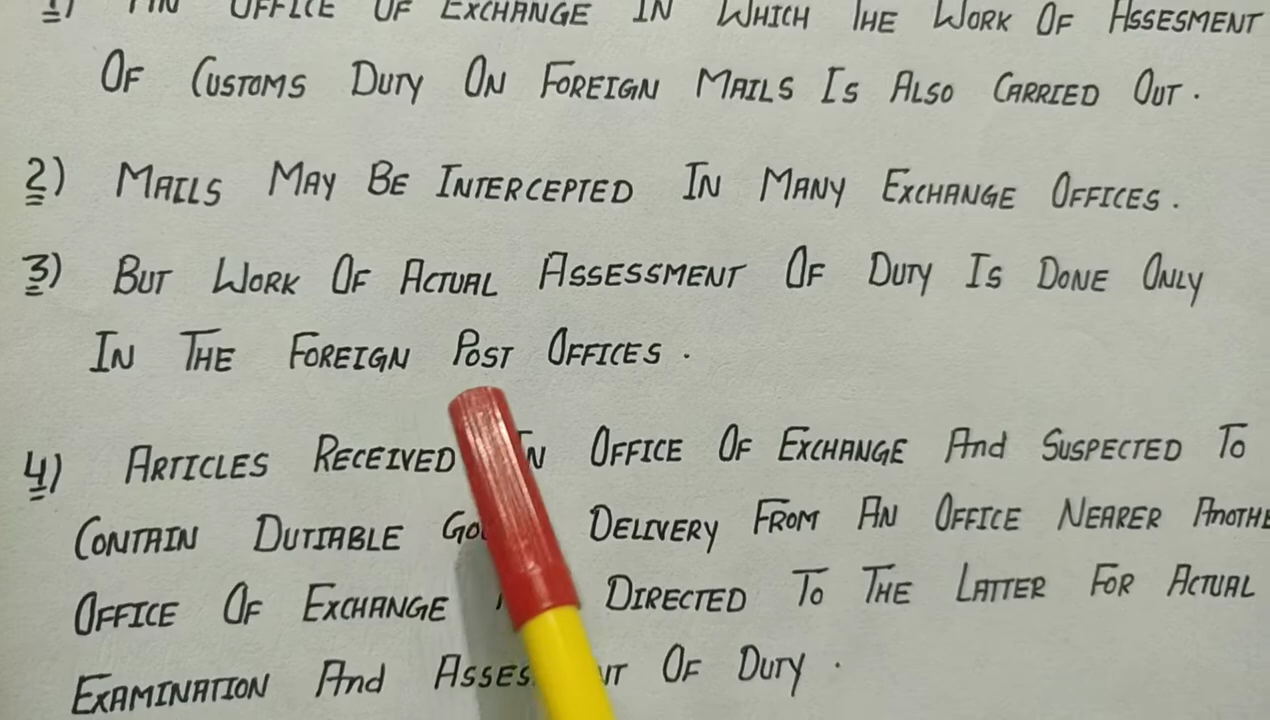 1) AN OFFICE OF EXCHANGE IN WHICH THE WORK OF ASSESMENT
OF CUSTOMS DUTY ON FOREIGN MAILS IS ALSO CARRIED OUT.
2) MAILS MAY BE INTERCEPTED IN MANY EXCHANGE OFFICES.
3) BUT WORK OF ACTUAL ASSESSMENT OF DUTY IS DONE ONLY
IN THE FOREIGN POST OFFICES.
4) ARTICLES RECEIVED IN OFFICE OF EXCHANGE And SUSPECTED TO
CONTAIN DUTIABLE DELIVERY FROM AN OFFICE NEARER
OFFICE OF EXCHANGE DIRECTED TO THE LATTER FOR ACTUAL
EXAMINATION And OF DUTY.